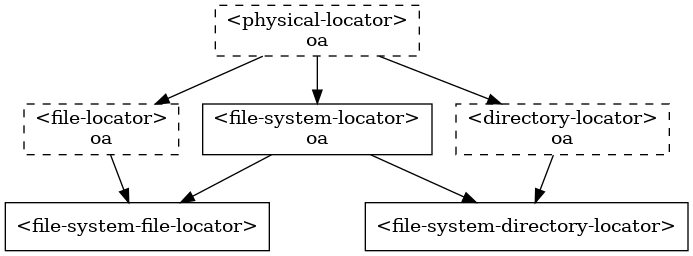 <physical-locator>
oa
<file-locator>
oa
<file-system-locator>
oa
<directory-locator>
oa
<file-system-file-locator>
<file-system-directory-locator>